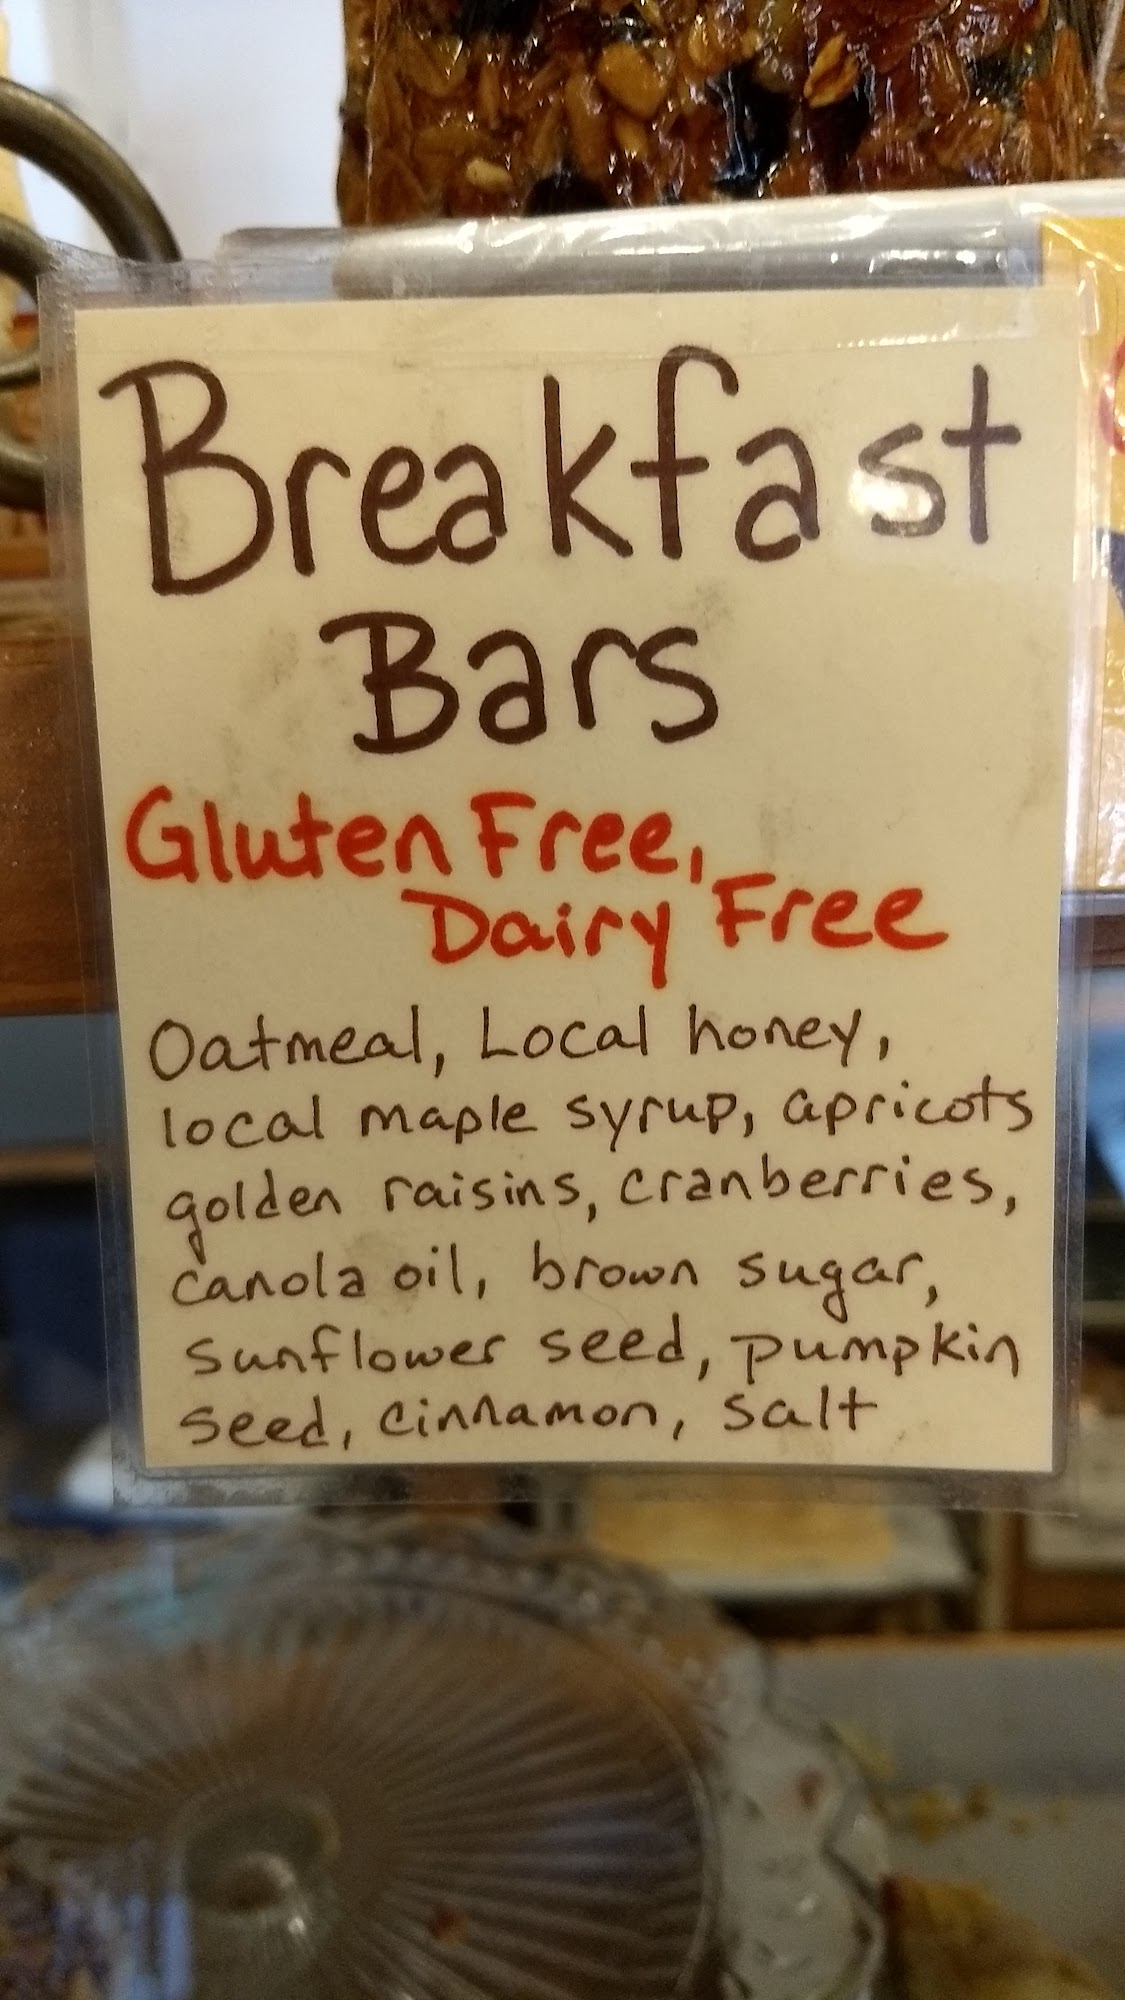 Breakfast
Bars
Gluten Free,
Dairy Free
Oatmeal, Local honey,
local maple syrup, apricots
golden raisins, cranberries,
canola oil, brown sugar,
sunflower seed, pumpkin
seed, cinnamon, salt